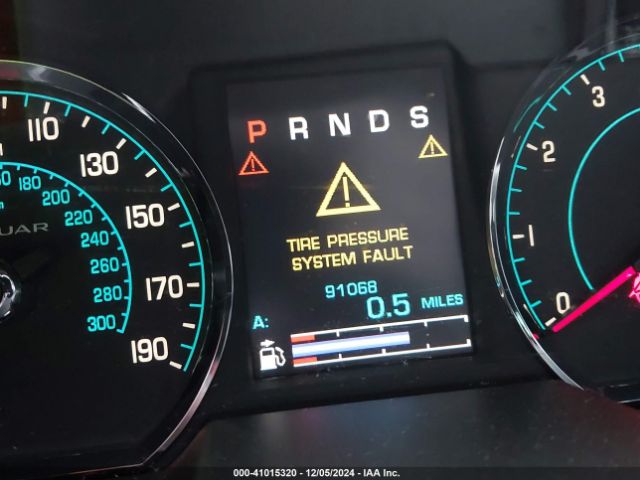 P R N D S
TIRE PRESSURE
SYSTEM FAULT
91068
A: 0.5 MILES
110
130
150
170
190
180
200
220
240
260
280
300
UAR
3
2
1
0
000-41015320 - 12/05/2024 - IAA Inc.